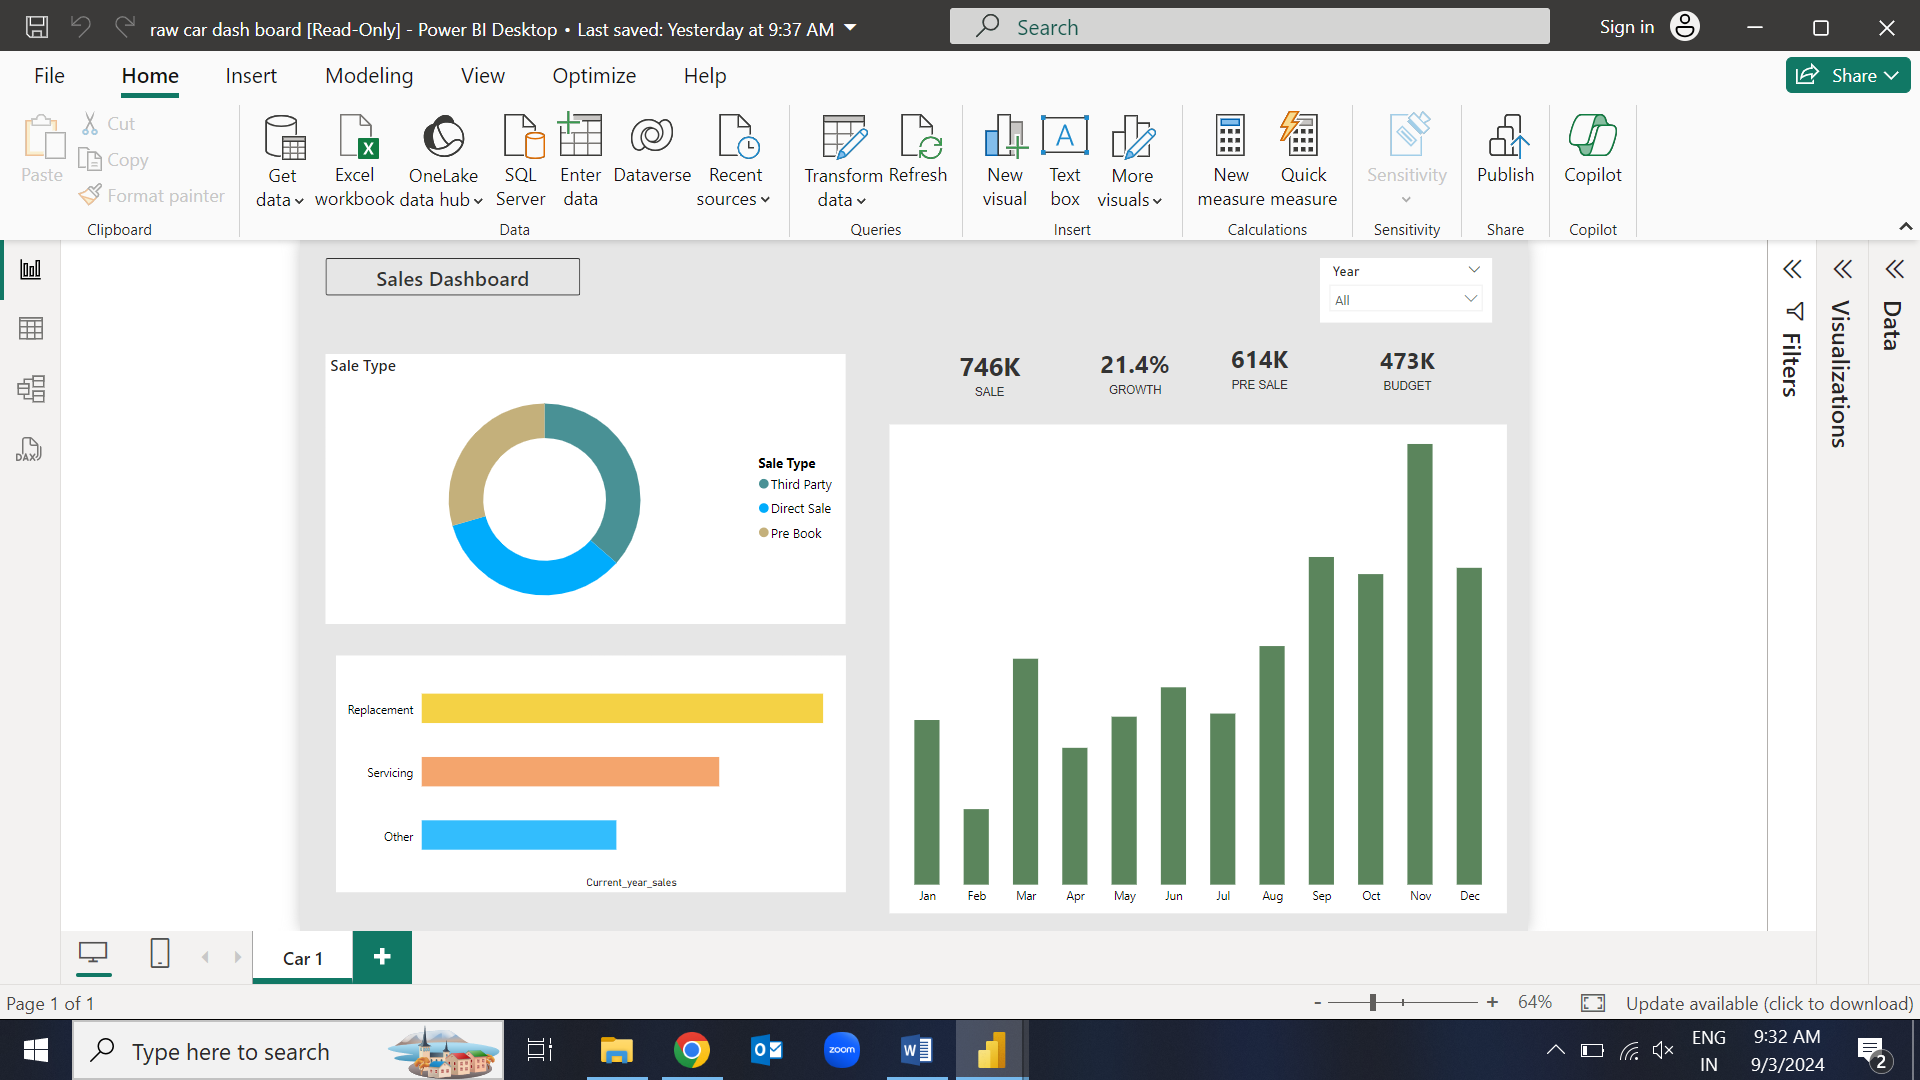 raw car dash board [Read-Only] - Power BI Desktop • Last saved: Yesterday at 9:37 AM
Search
Sign in
File Home Insert Modeling View Optimize Help
Share
Paste
Cut
Copy
Format painter
Clipboard
Get data
Excel workbook
OneLake data hub
SQL Server
Enter data
Dataverse
Recent sources
Data
Transform data
Refresh
Queries
New visual
Text box
More visuals
Insert
New measure
Quick measure
Calculations
Sensitivity
Sensitivity
Publish
Share
Copilot
Copilot
DAX
Sales Dashboard
Year
All
Filters
Visualizations
Data
Sale Type
Sale Type
Third Party
Direct Sale
Pre Book
746K
SALE
21.4%
GROWTH
614K
PRE SALE
473K
BUDGET
Replacement
Servicing
Other
Current_year_sales
Jan Feb Mar Apr May Jun Jul Aug Sep Oct Nov Dec
Car 1
+
Page 1 of 1
- + 64%
Update available (click to download)
Type here to search
zoom
ENG
IN
9:32 AM
9/3/2024
2